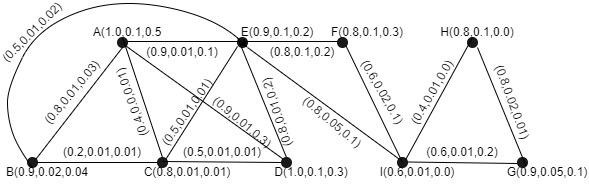 (0.5,0.01,0.02)
A(1.0,0.1,0.5
E(0.9,0.1,0.2)
F(0.8,0.1,0.3)
H(0.8,0.1,0.0)
(0.9,0.01,0.1)
(0.8,0.1,0.2)
(0.8,0.01,0.03)
(0.4,0.0,0.01)
(0.5,0.01,0.01)
(0.9,0.01,0.3)
(0.8,0.01,0.2)
(0.8,0.05,0.1)
(0.6,0.02,0.1)
(0.4,0.01,0.0)
(0.8,0.02,0.01)
(0.2,0.01,0.01)
(0.5,0.01,0.01)
(0.6,0.01,0.2)
B(0.9,0.02,0.04
C(0.8,0.01,0.01)
D(1.0,0.1,0.3)
I(0.6,0.01,0.0)
G(0.9,0.05,0.1)